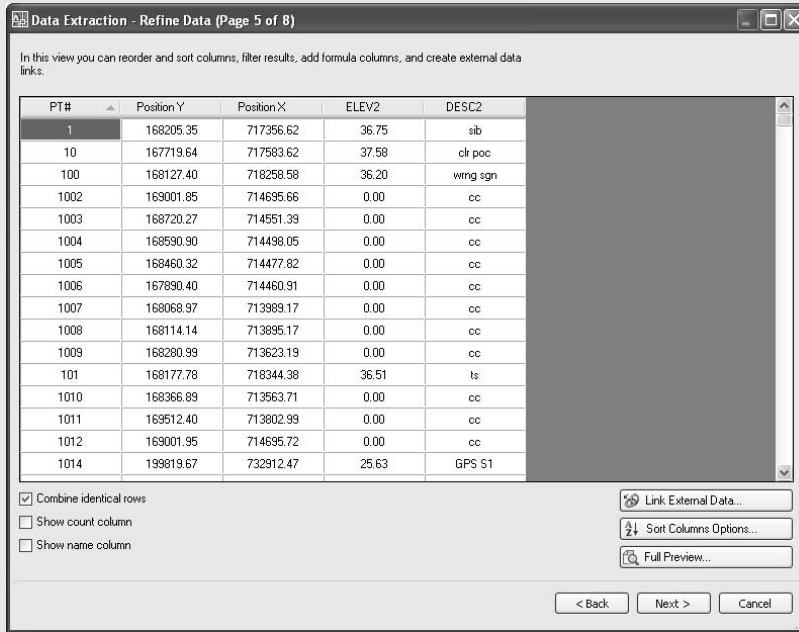 Data Extraction - Refine Data (Page 5 of 8)
In this view you can reorder and sort columns, filter results, add formula columns, and create external data
links.
PT# Position Y Position X ELEV2 DESC2
1 168205.35 717356.62 36.75 sib
10 167719.64 717583.62 37.58 clr poc
100 168127.40 718258.58 36.20 wrng sgn
1002 169001.85 714695.66 0.00 cc
1003 168720.27 714551.39 0.00 cc
1004 168590.90 714498.05 0.00 cc
1005 168460.32 714477.82 0.00 cc
1006 167890.40 714460.91 0.00 cc
1007 168068.97 713989.17 0.00 cc
1008 168114.14 713895.17 0.00 cc
1009 168280.99 713623.19 0.00 cc
101 168177.78 718344.38 36.51 ts
1010 168366.89 713563.71 0.00 cc
1011 169512.40 713802.99 0.00 cc
1012 169001.95 714695.72 0.00 cc
1014 199819.67 732912.47 25.63 GPS S1
Combine identical rows
Show count column
Show name column
Link External Data...
Sort Columns Options...
Full Preview...
< Back Next > Cancel